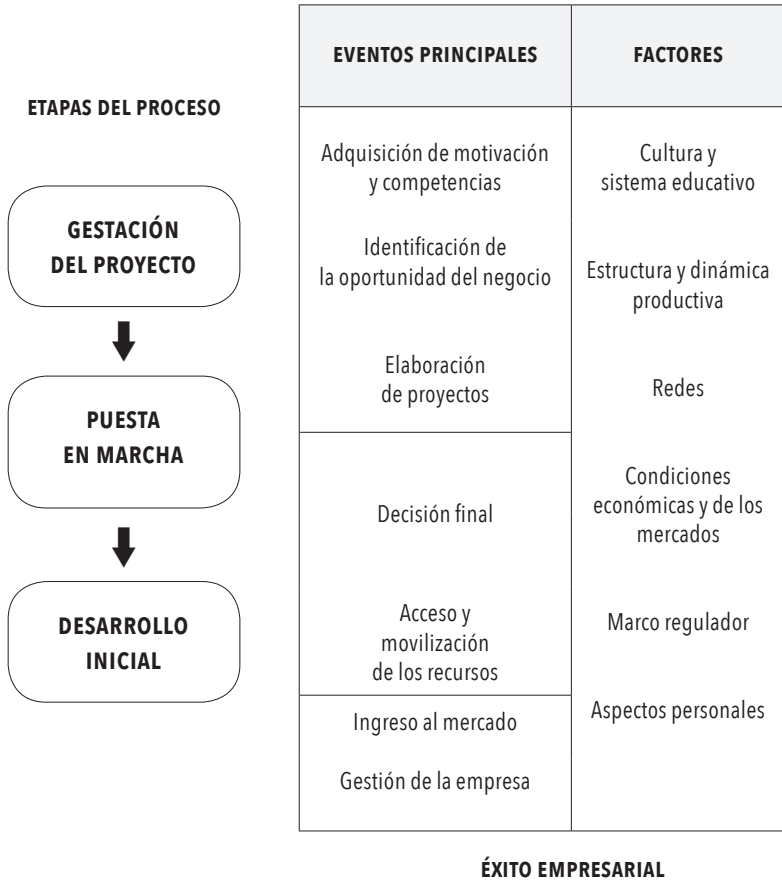 ETAPAS DEL PROCESO
GESTACIÓN
DEL PROYECTO
PUESTA
EN MARCHA
DESARROLLO
INICIAL
EVENTOS PRINCIPALES
Adquisición de motivación
y competencias
Identificación de
la oportunidad del negocio
Elaboración
de proyectos
Decisión final
Acceso y
movilización
de los recursos
Ingreso al mercado
Gestión de la empresa
FACTORES
Cultura y
sistema educativo
Estructura y dinámica
productiva
Redes
Condiciones
económicas y de los
mercados
Marco regulador
Aspectos personales
ÉXITO EMPRESARIAL